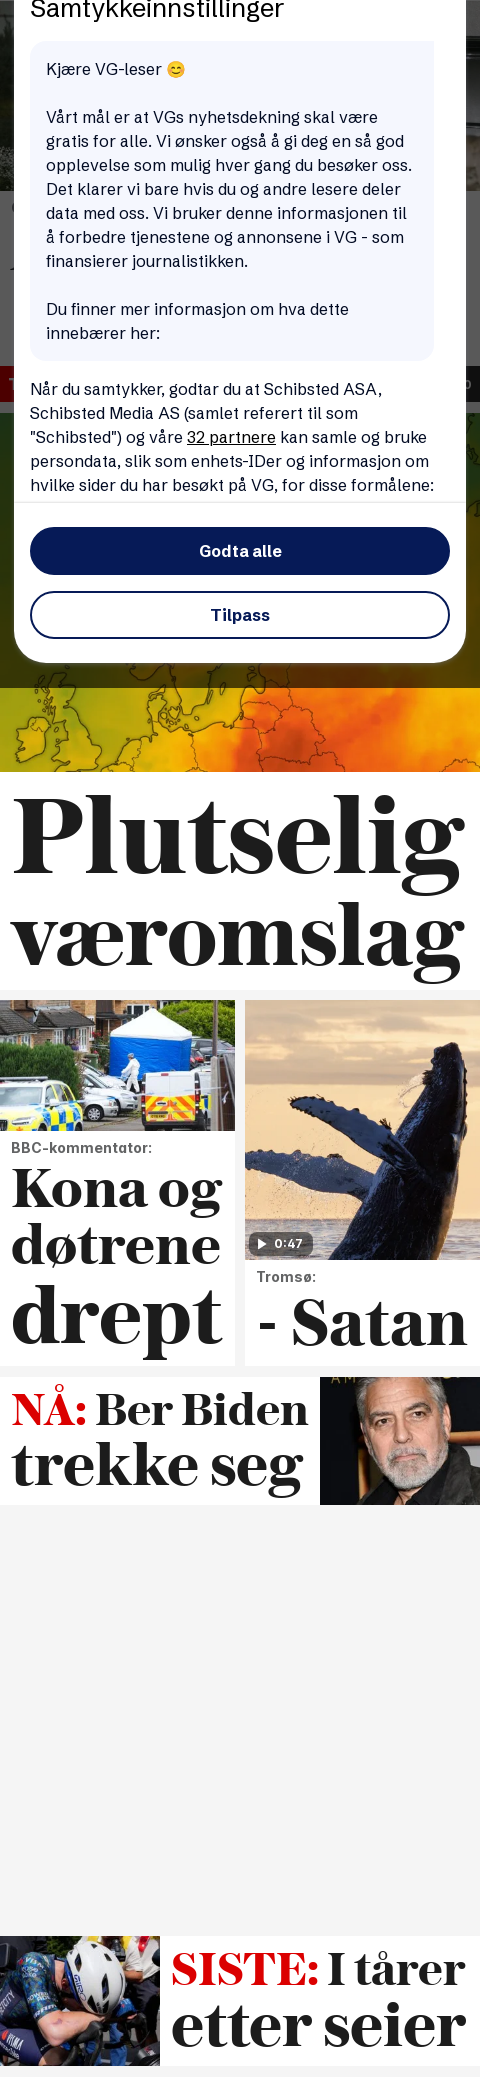 Samtykkeinnstillinger
Kjære VG-leser 😊
Vårt mål er at VGs nyhetsdekning skal være
gratis for alle. Vi ønsker også å gi deg en så god
opplevelse som mulig hver gang du besøker oss.
Det klarer vi bare hvis du og andre lesere deler
data med oss. Vi bruker denne informasjonen til
å forbedre tjenestene og annonsene i VG - som
finansierer journalistikken.
Du finner mer informasjon om hva dette
innebærer her:
Når du samtykker, godtar du at Schibsted ASA,
Schibsted Media AS (samlet referert til som
"Schibsted") og våre 32 partnere kan samle og bruke
persondata, slik som enhets-IDer og informasjon om
hvilke sider du har besøkt på VG, for disse formålene:
Godta alle
Tilpass
Plutselig
væromslag
BBC-kommentator:
Kona og
døtrene
drept
0:47
Tromsø:
- Satan
NÅ: Ber Biden
trekke seg
SISTE: I tårer
etter seier